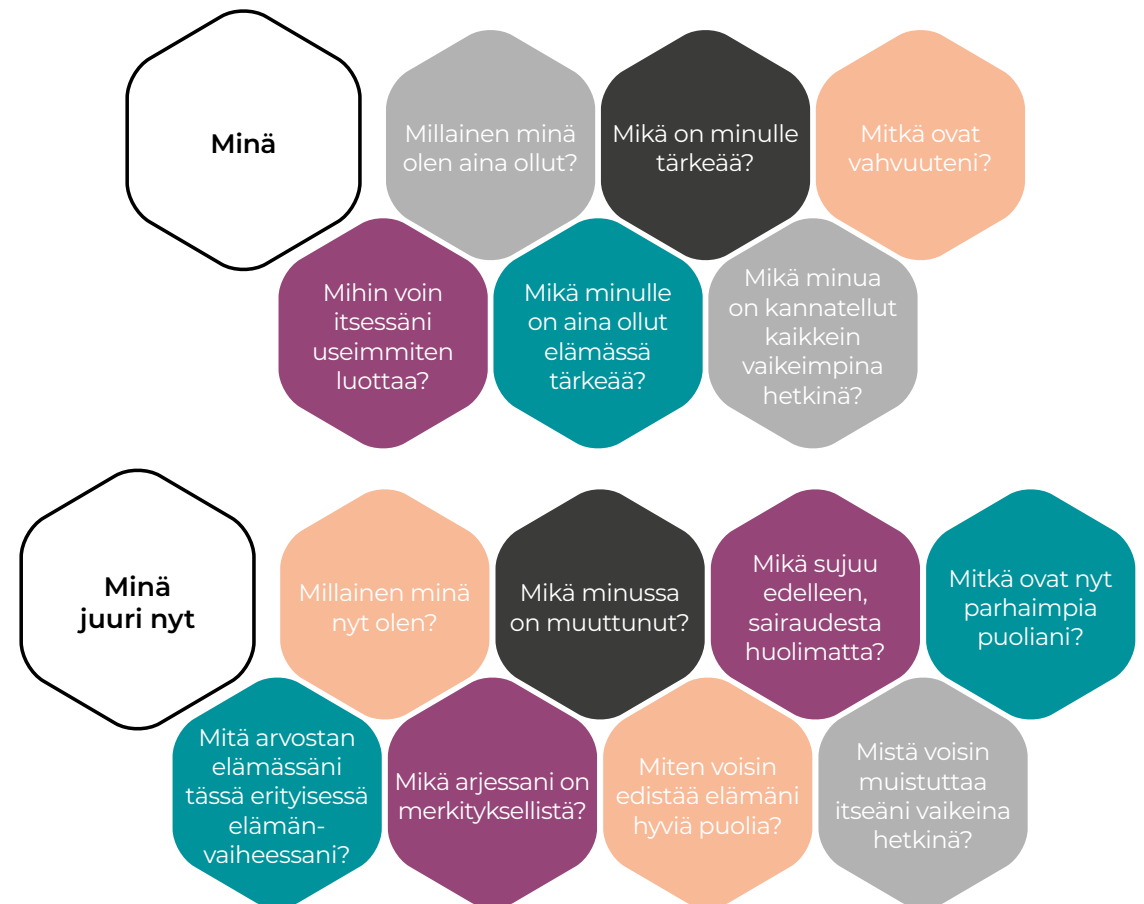 Minä
Millainen minä
olen aina ollut?
Mikä on minulle
tärkeää?
Mitkä ovat
vahvuuteni?
Mihin voin
itsessäni
useimmiten
luottaa?
Mikä minulle
on aina ollut
elämässä
tärkeää?
Mikä minua
on kannatellut
kaikkein
vaikeimpina
hetkinä?
Minä
juuri nyt
Millainen minä
nyt olen?
Mikä minussa
on muuttunut?
Mikä sujuu
edelleen,
sairaudesta
huolimatta?
Mitkä ovat nyt
parhaimpia
puoliani?
Mitä arvostan
elämässäni
tässä erityisessä
elämän-
vaiheessani?
Mikä arjessani on
merkityksellistä?
Miten voisin
edistää elämäni
hyviä puolia?
Mistä voisin
muistuttaa
itseäni vaikeina
hetkinä?